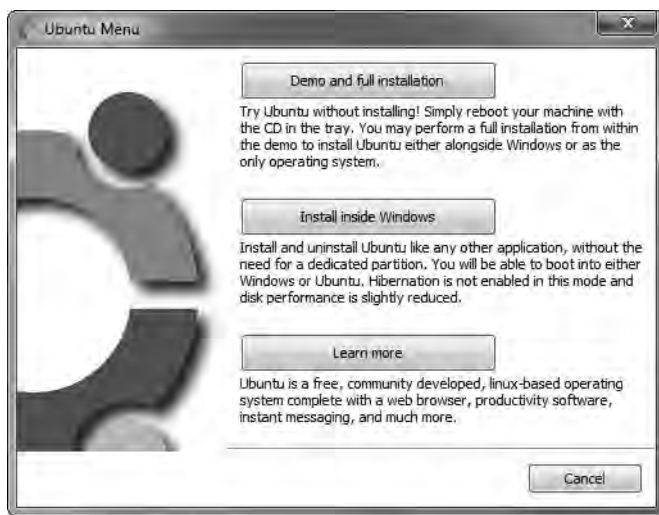 Ubuntu Menu
Demo and full installation
Try Ubuntu without installing! Simply reboot your machine with
the CD in the tray. You may perform a full installation from within
the demo to install Ubuntu either alongside Windows or as the
only operating system.
Install inside Windows
Install and uninstall Ubuntu like any other application, without the
need for a dedicated partition. You will be able to boot into either
Windows or Ubuntu. Hibernation is not enabled in this mode and
disk performance is slightly reduced.
Learn more
Ubuntu is a free, community developed, linux-based operating
system complete with a web browser, productivity software,
instant messaging, and much more.
Cancel